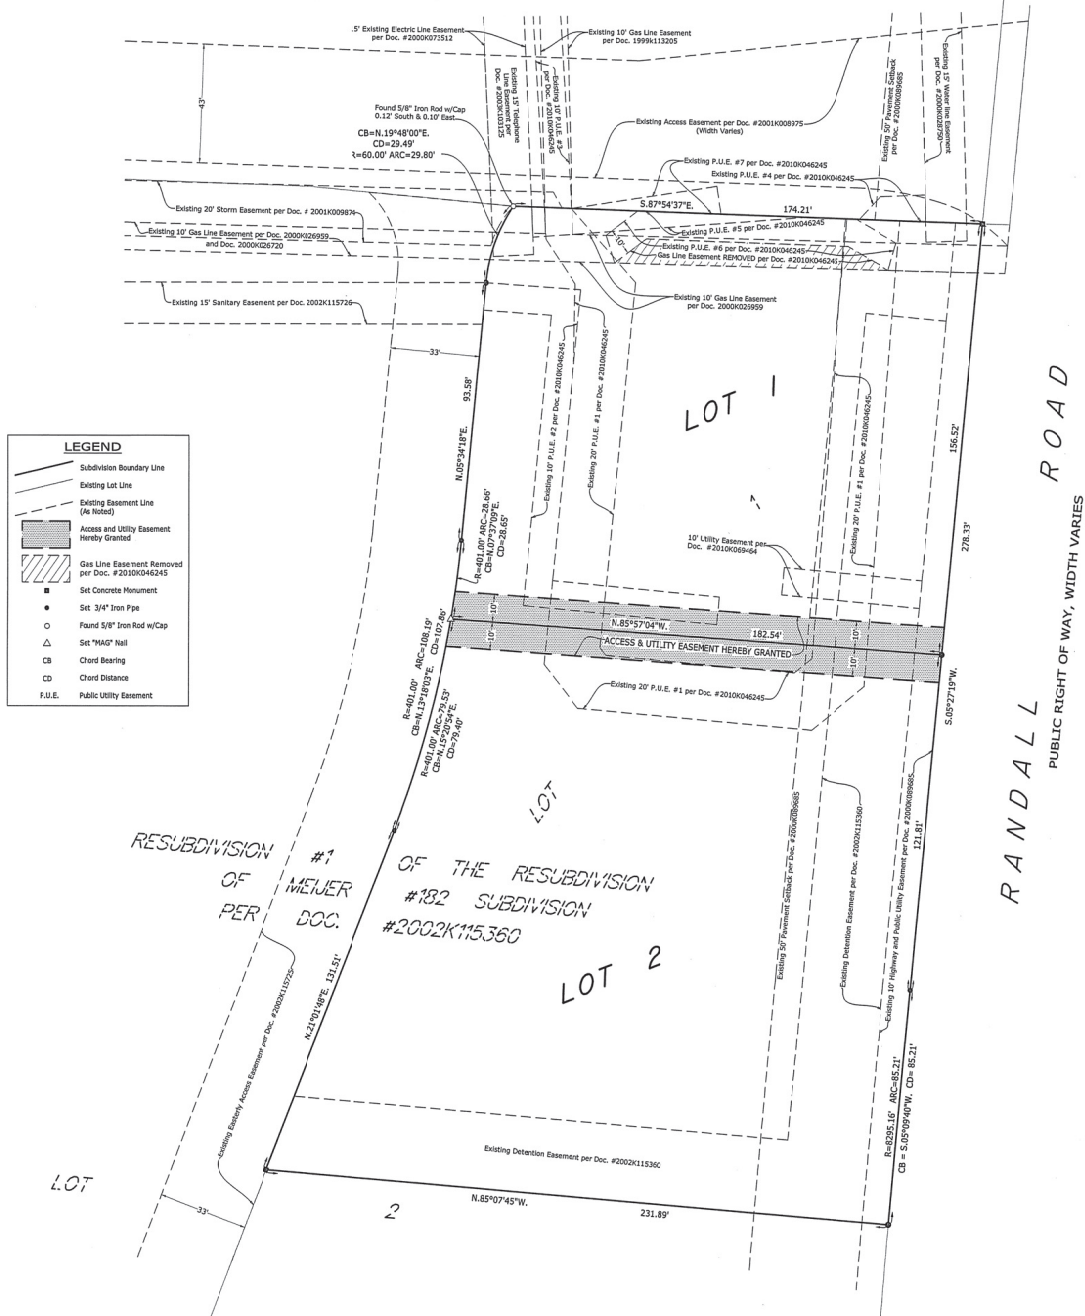 .5' Existing Electric Line Easement
per Doc. #2000K073512
Existing 10' Gas Line Easement
per Doc. 1999k113205
43'
Existing 15' Telephone
Line Easement per
Doc. #2003K103125
Existing 10' P.U.E. #3
per Doc. #2010K046245
Existing 50' Pavement Setback
per Doc. #2000K089685
Existing 15' Water line Easement
per Doc. #2000K028750
Found 5/8" Iron Rod w/Cap
0.12' South & 0.10' East
CB=N.19°48'00"E.
CD=29.49'
R=60.00' ARC=29.80'
Existing Access Easement per Doc. #2001K008975
(Width Varies)
Existing P.U.E. #7 per Doc. #2010K046245
Existing P.U.E. #4 per Doc. #2010K046245
S.87°54'37"E.
174.21'
Existing 20' Storm Easement per Doc. # 2001K009874
Existing 10' Gas Line Easement per Doc. 2000K026959
and Doc. 2000K026720
Existing P.U.E. #5 per Doc. #2010K046245
10'
Existing P.U.E. #6 per Doc. #2010K046245
Gas Line Easement REMOVED per Doc. #2010K046245
Existing 15' Sanitary Easement per Doc. 2002K115726
Existing 10' Gas Line Easement
per Doc. 2000K026959
33'
93.58'
N.05°34'18"E.
Existing 10' P.U.E. #2 per Doc. #2010K046245
Existing 20' P.U.E. #1 per Doc. #2010K046245
LOT 1
Existing 20' P.U.E. #1 per Doc. #2010K046245
156.52'
278.33'
RANDALL ROAD
PUBLIC RIGHT OF WAY, WIDTH VARIES
LEGEND
Subdivision Boundary Line
Existing Lot Line
Existing Easement Line
(As Noted)
Access and Utility Easement
Hereby Granted
Gas Line Easement Removed
per Doc. #2010K046245
Set Concrete Monument
Set 3/4" Iron Pipe
Found 5/8" Iron Rod w/Cap
Set "MAG" Nail
CB Chord Bearing
CD Chord Distance
P.U.E. Public Utility Easement
R=401.00' ARC=28.66'
CB=N.07°37'09"E.
CD=28.65'
1
10' Utility Easement per
Doc. #2010K069464
10'
10'
N.85°57'04"W.
182.54'
10'
10'
ACCESS & UTILITY EASEMENT HEREBY GRANTED
Existing 20' P.U.E. #1 per Doc. #2010K046245
R=401.00' ARC=108.19'
CB=N.13°18'03"E. CD=107.86'
R=401.00' ARC=79.53'
CB=N.15°20'54"E.
CD=79.40'
S.05°27'19"W.
121.81'
LOT
RESUBDIVISION #1 OF THE RESUBDIVISION
OF MEIJER #182 SUBDIVISION
PER DOC. #2002K115360
LOT 2
Existing 50' Pavement Setback per Doc. #2000K089685
Existing Detention Easement per Doc. #2002K115360
Existing 10' Highway and Public Utility Easement per Doc. #2000K089685
N.21°01'48"E. 131.51'
Existing Easterly Access Easement per Doc. #2002K115725
R=8295.16' ARC=85.21'
CB = S.05°09'40"W. CD= 85.21'
Existing Detention Easement per Doc. #2002K115360
LOT
2
33'
N.85°07'45"W.
231.89'